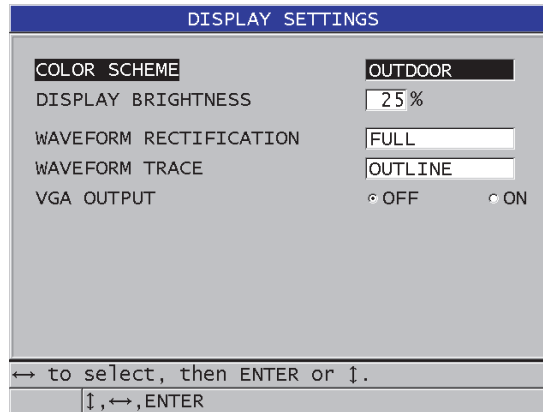 DISPLAY SETTINGS
COLOR SCHEME OUTDOOR
DISPLAY BRIGHTNESS 25%
WAVEFORM RECTIFICATION FULL
WAVEFORM TRACE OUTLINE
VGA OUTPUT OFF ON
↔ to select, then ENTER or ↕.
↕,↔,ENTER